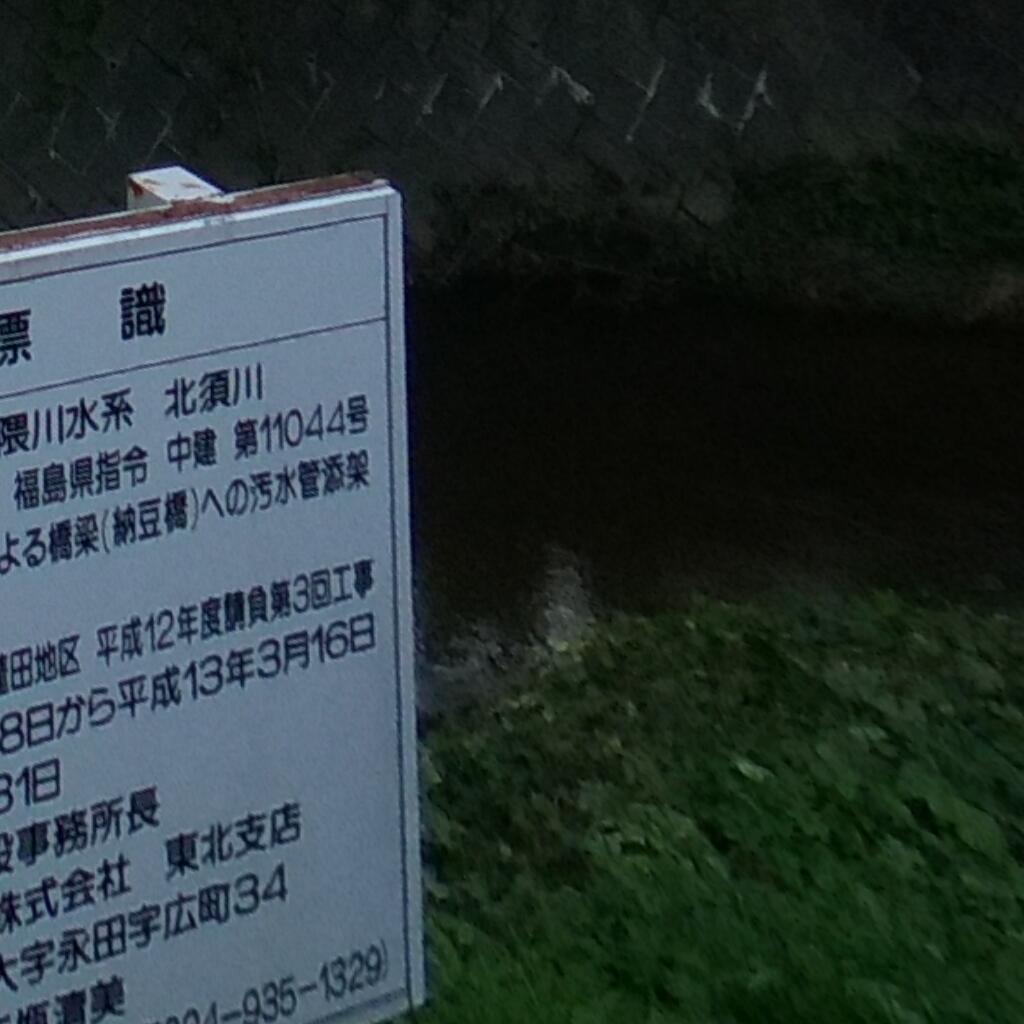 標 識
隈川水系 北須川
福島県指令 中建 第11044号
よる橋梁(納豆橋)への汚水管添架
田地区 平成12年度請負第3回工事
8日から平成13年3月16日
31日
事務所長
株式会社 東北支店
大字永田字広町34
美
24-935-1329)